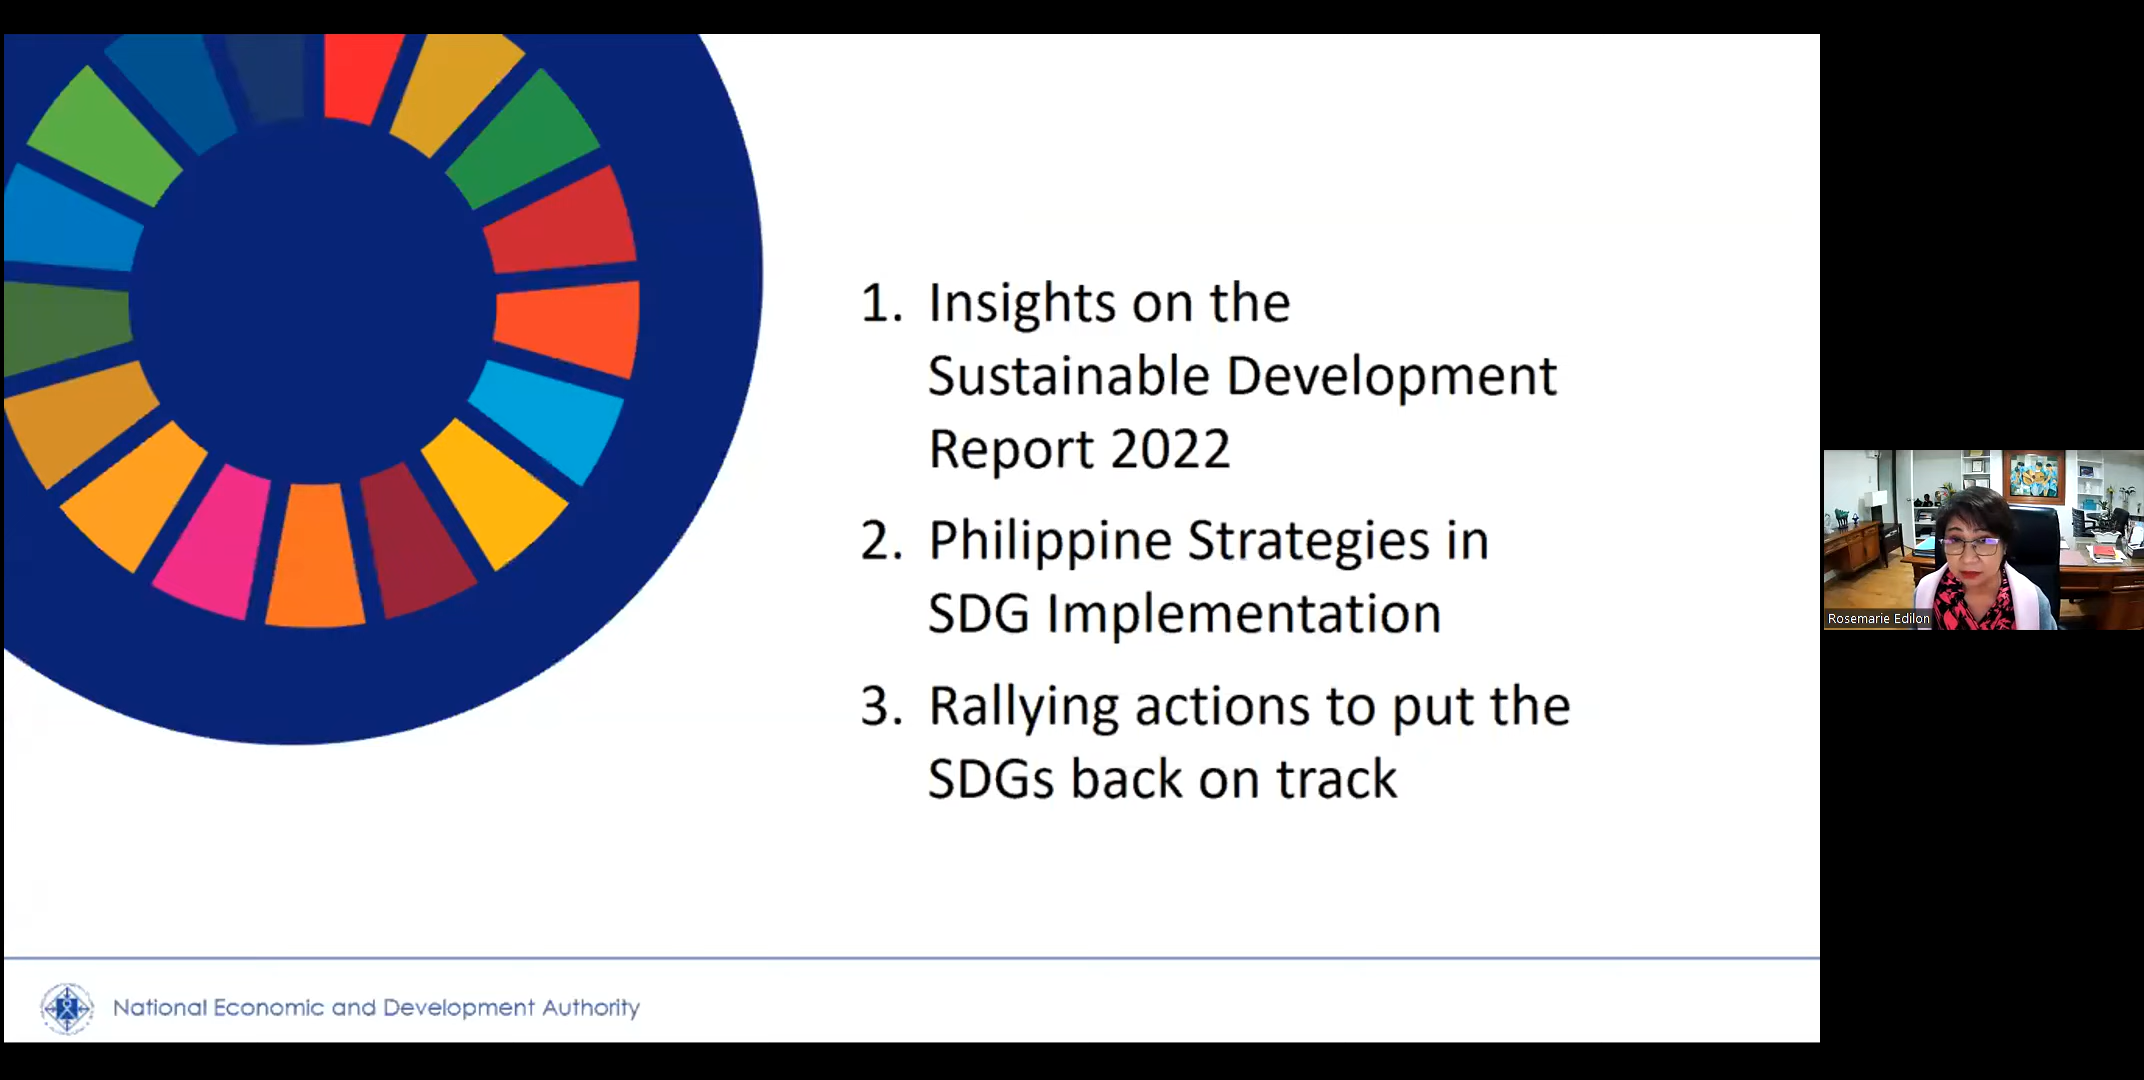 1. Insights on the
Sustainable Development
Report 2022
2. Philippine Strategies in
SDG Implementation
3. Rallying actions to put the
SDGs back on track
National Economic and Development Authority
Rosemarie Edilon